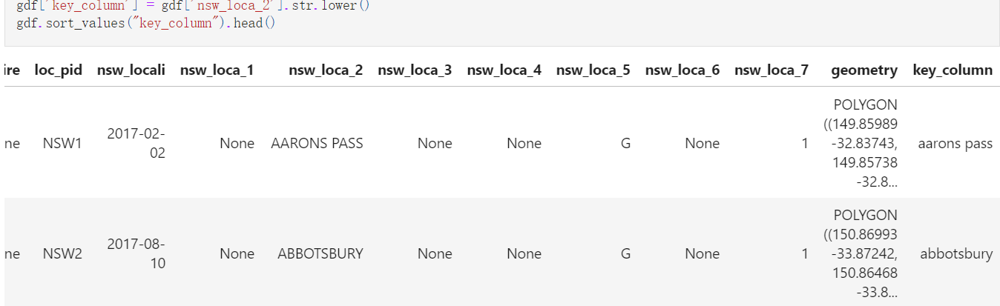 gdf['key_column'] = gdf['nsw_loca_2'].str.lower()
gdf.sort_values("key_column").head()
ire loc_pid nsw_locali nsw_loca_1 nsw_loca_2 nsw_loca_3 nsw_loca_4 nsw_loca_5 nsw_loca_6 nsw_loca_7 geometry key_column
POLYGON
((149.85989
2017-02-
ne NSW1 None AARONS PASS None None G None 1 -32.83743, aarons pass
02
149.85738
-32.8...
POLYGON
((150.86993
2017-08-
ne NSW2 None ABBOTSBURY None None G None 1 -33.87242, abbotsbury
10
150.86468
-33.8...